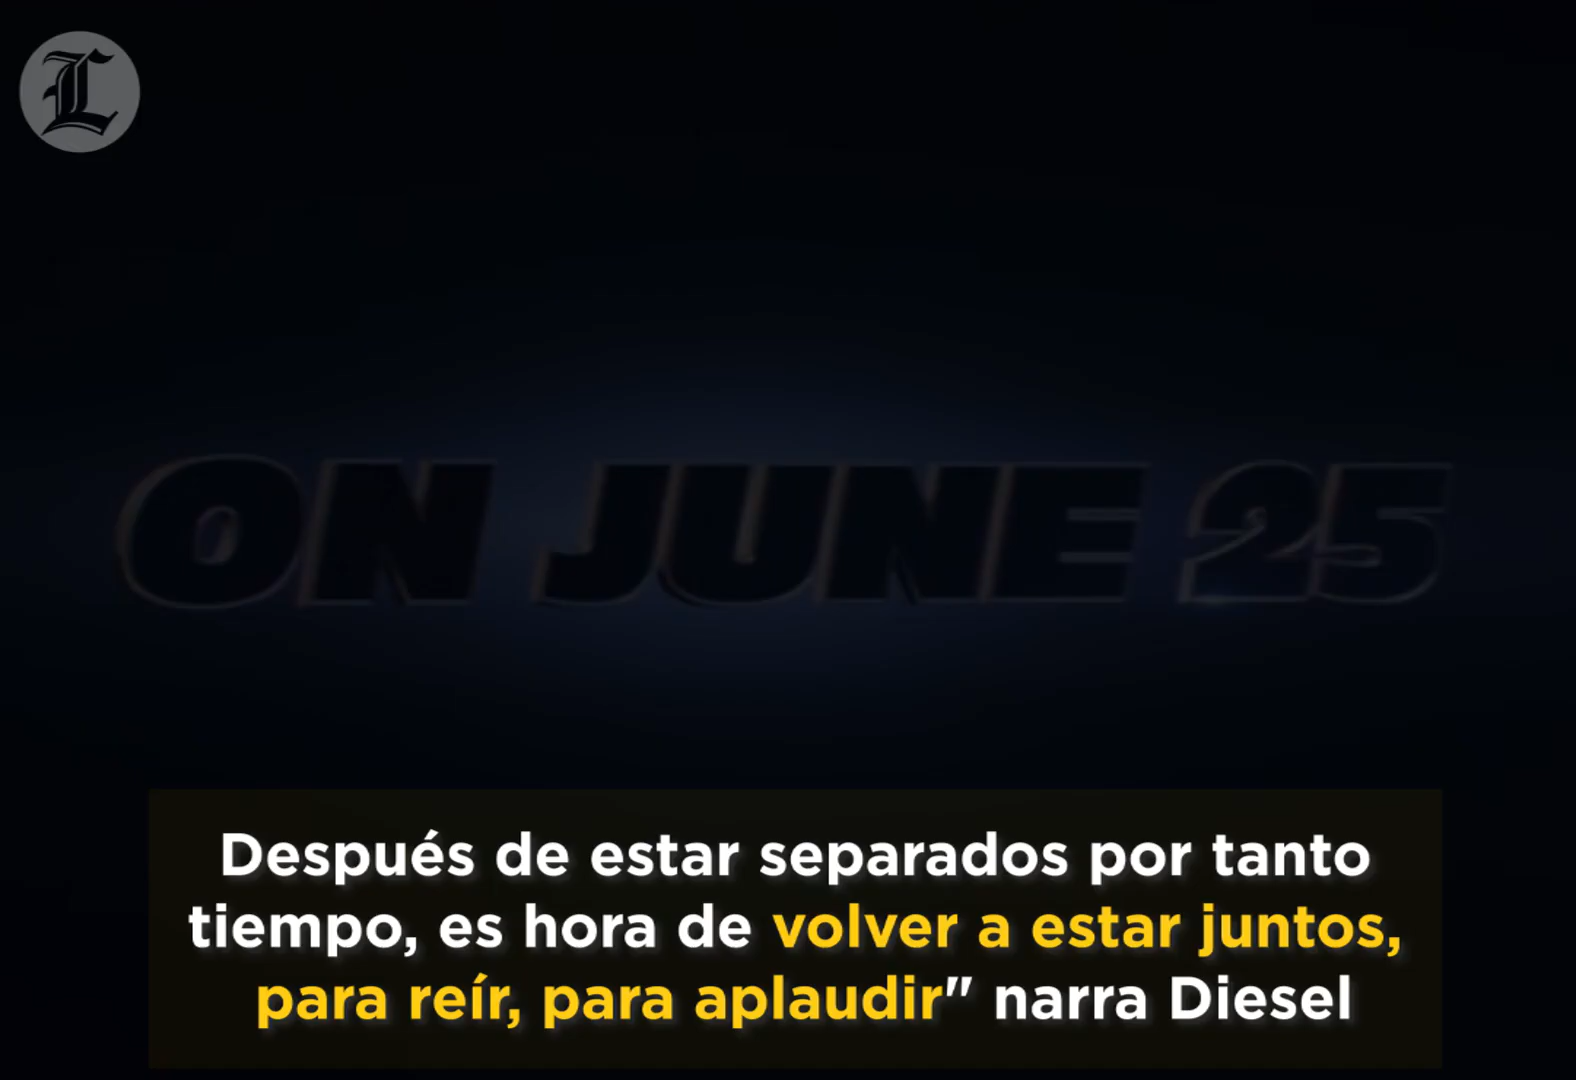 L
ON JUNE 25
Después de estar separados por tanto
tiempo, es hora de volver a estar juntos,
para reír, para aplaudir" narra Diesel